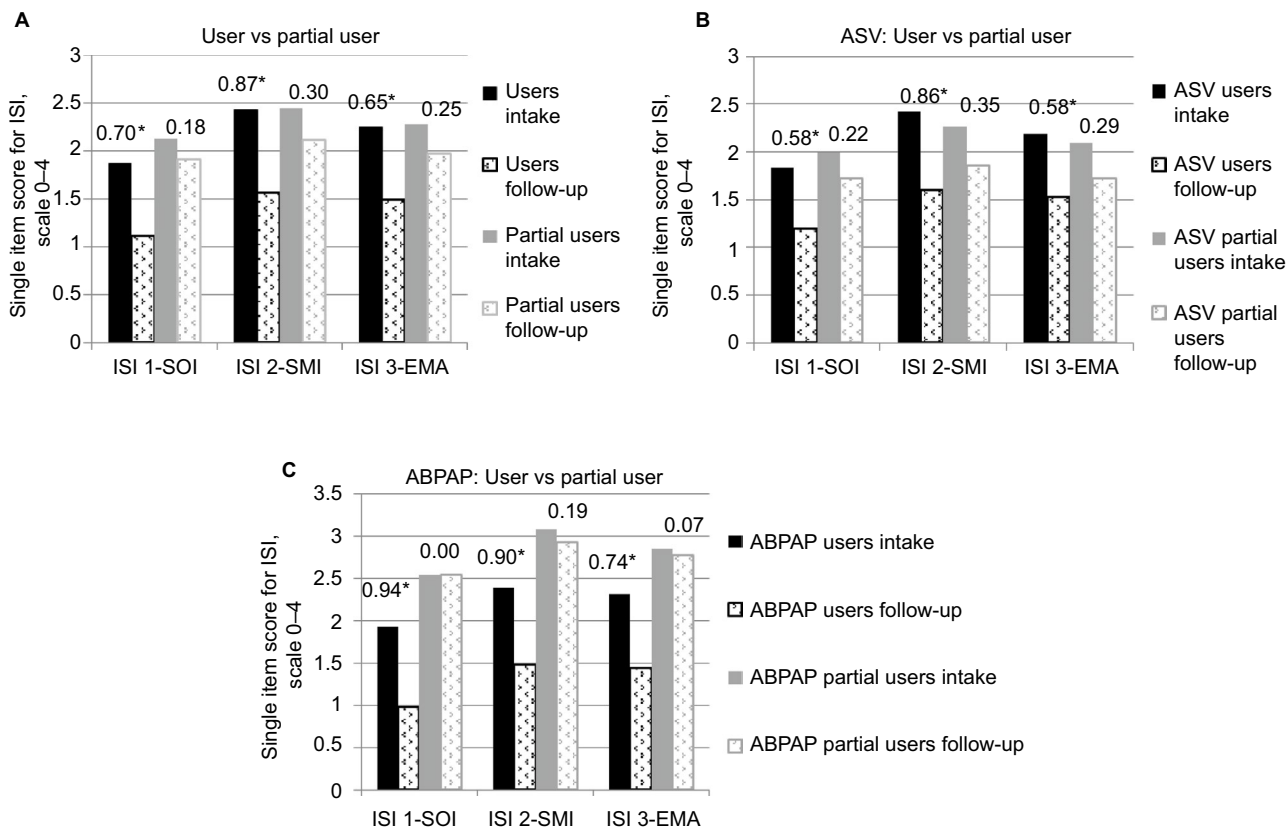 A
User vs partial user
Single item score for ISI,
scale 0–4
3
2.5
2
1.5
1
0.5
0
0.70*
0.18
0.87*
0.30
0.65*
0.25
ISI 1-SOI
ISI 2-SMI
ISI 3-EMA
Users
intake
Users
follow-up
Partial users
intake
Partial users
follow-up
B
ASV: User vs partial user
Single item score for ISI,
scale 0–4
3
2.5
2
1.5
1
0.5
0
0.58*
0.22
0.86*
0.35
0.58*
0.29
ISI 1-SOI
ISI 2-SMI
ISI 3-EMA
ASV users
intake
ASV users
follow-up
ASV partial
users intake
ASV partial
users
follow-up
C
ABPAP: User vs partial user
Single item score for ISI,
scale 0–4
3.5
3
2.5
2
1.5
1
0.5
0
0.94*
0.00
0.90*
0.19
0.74*
0.07
ISI 1-SOI
ISI 2-SMI
ISI 3-EMA
ABPAP users intake
ABPAP users follow-up
ABPAP partial users intake
ABPAP partial users follow-up